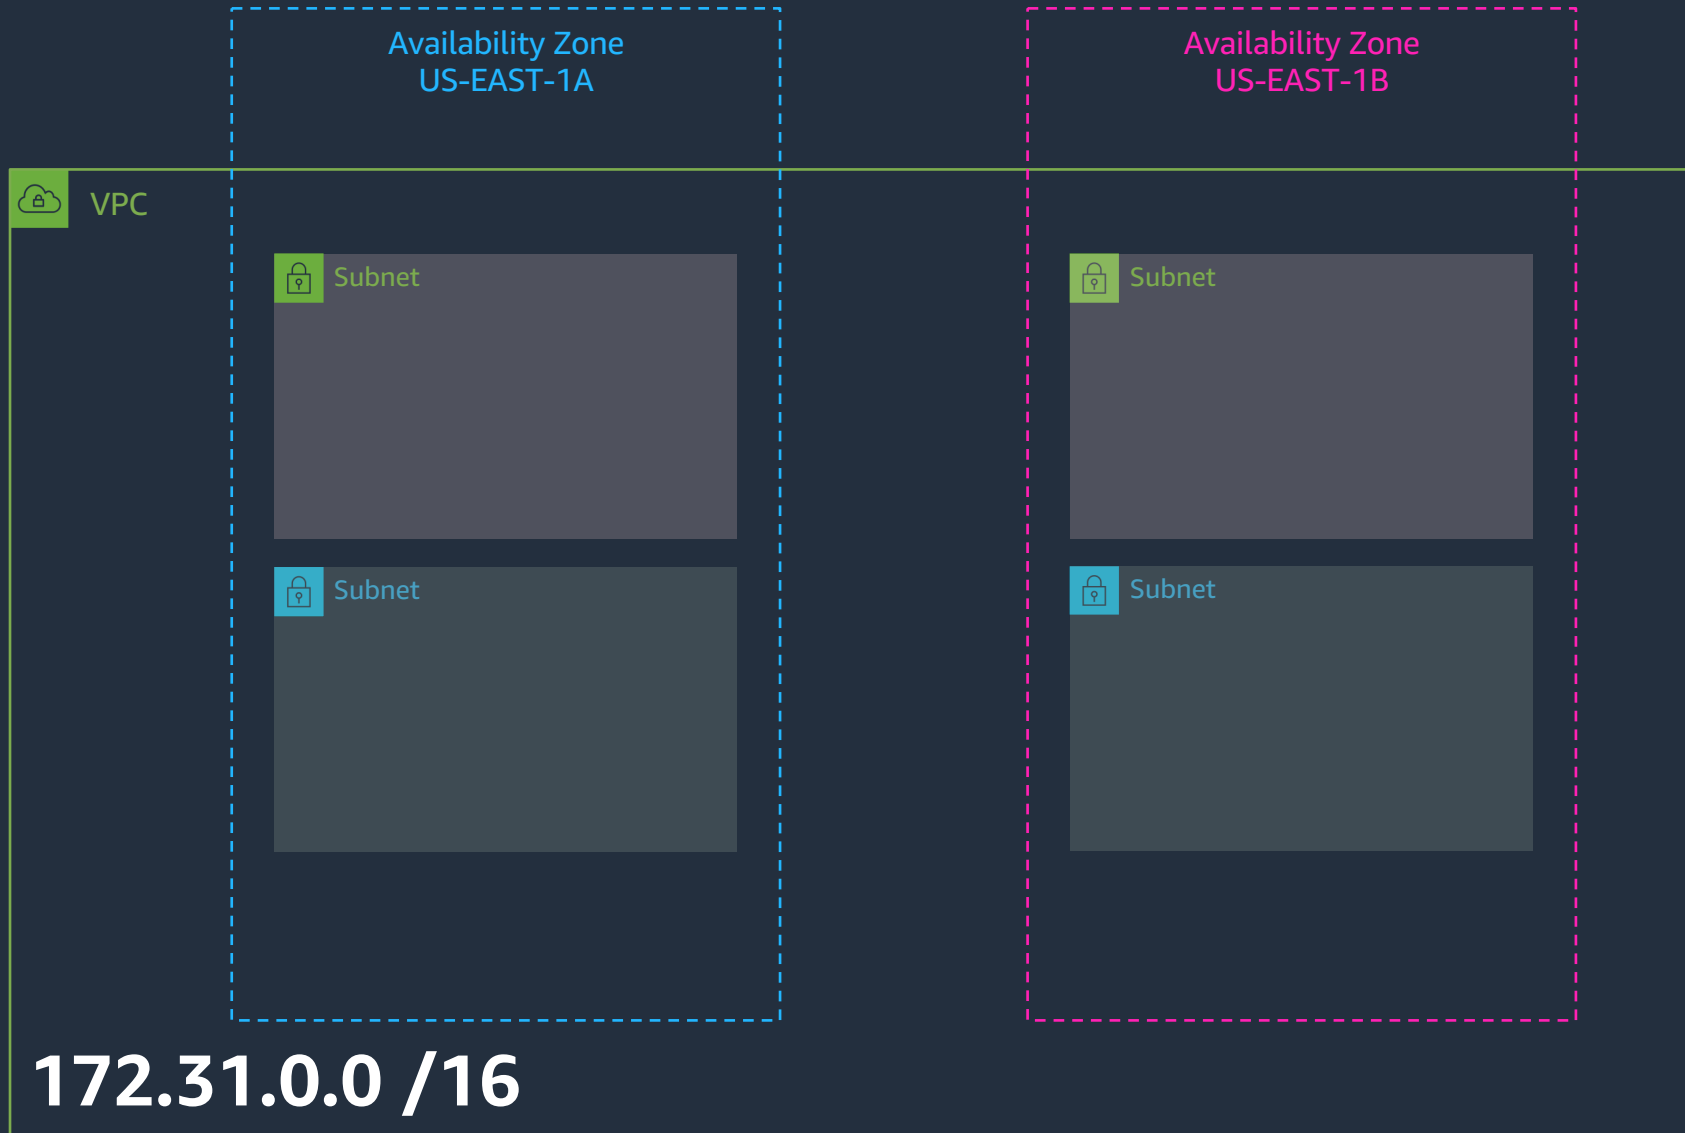 Availability Zone
US-EAST-1A
Availability Zone
US-EAST-1B
VPC
Subnet
Subnet
Subnet
Subnet
172.31.0.0 /16